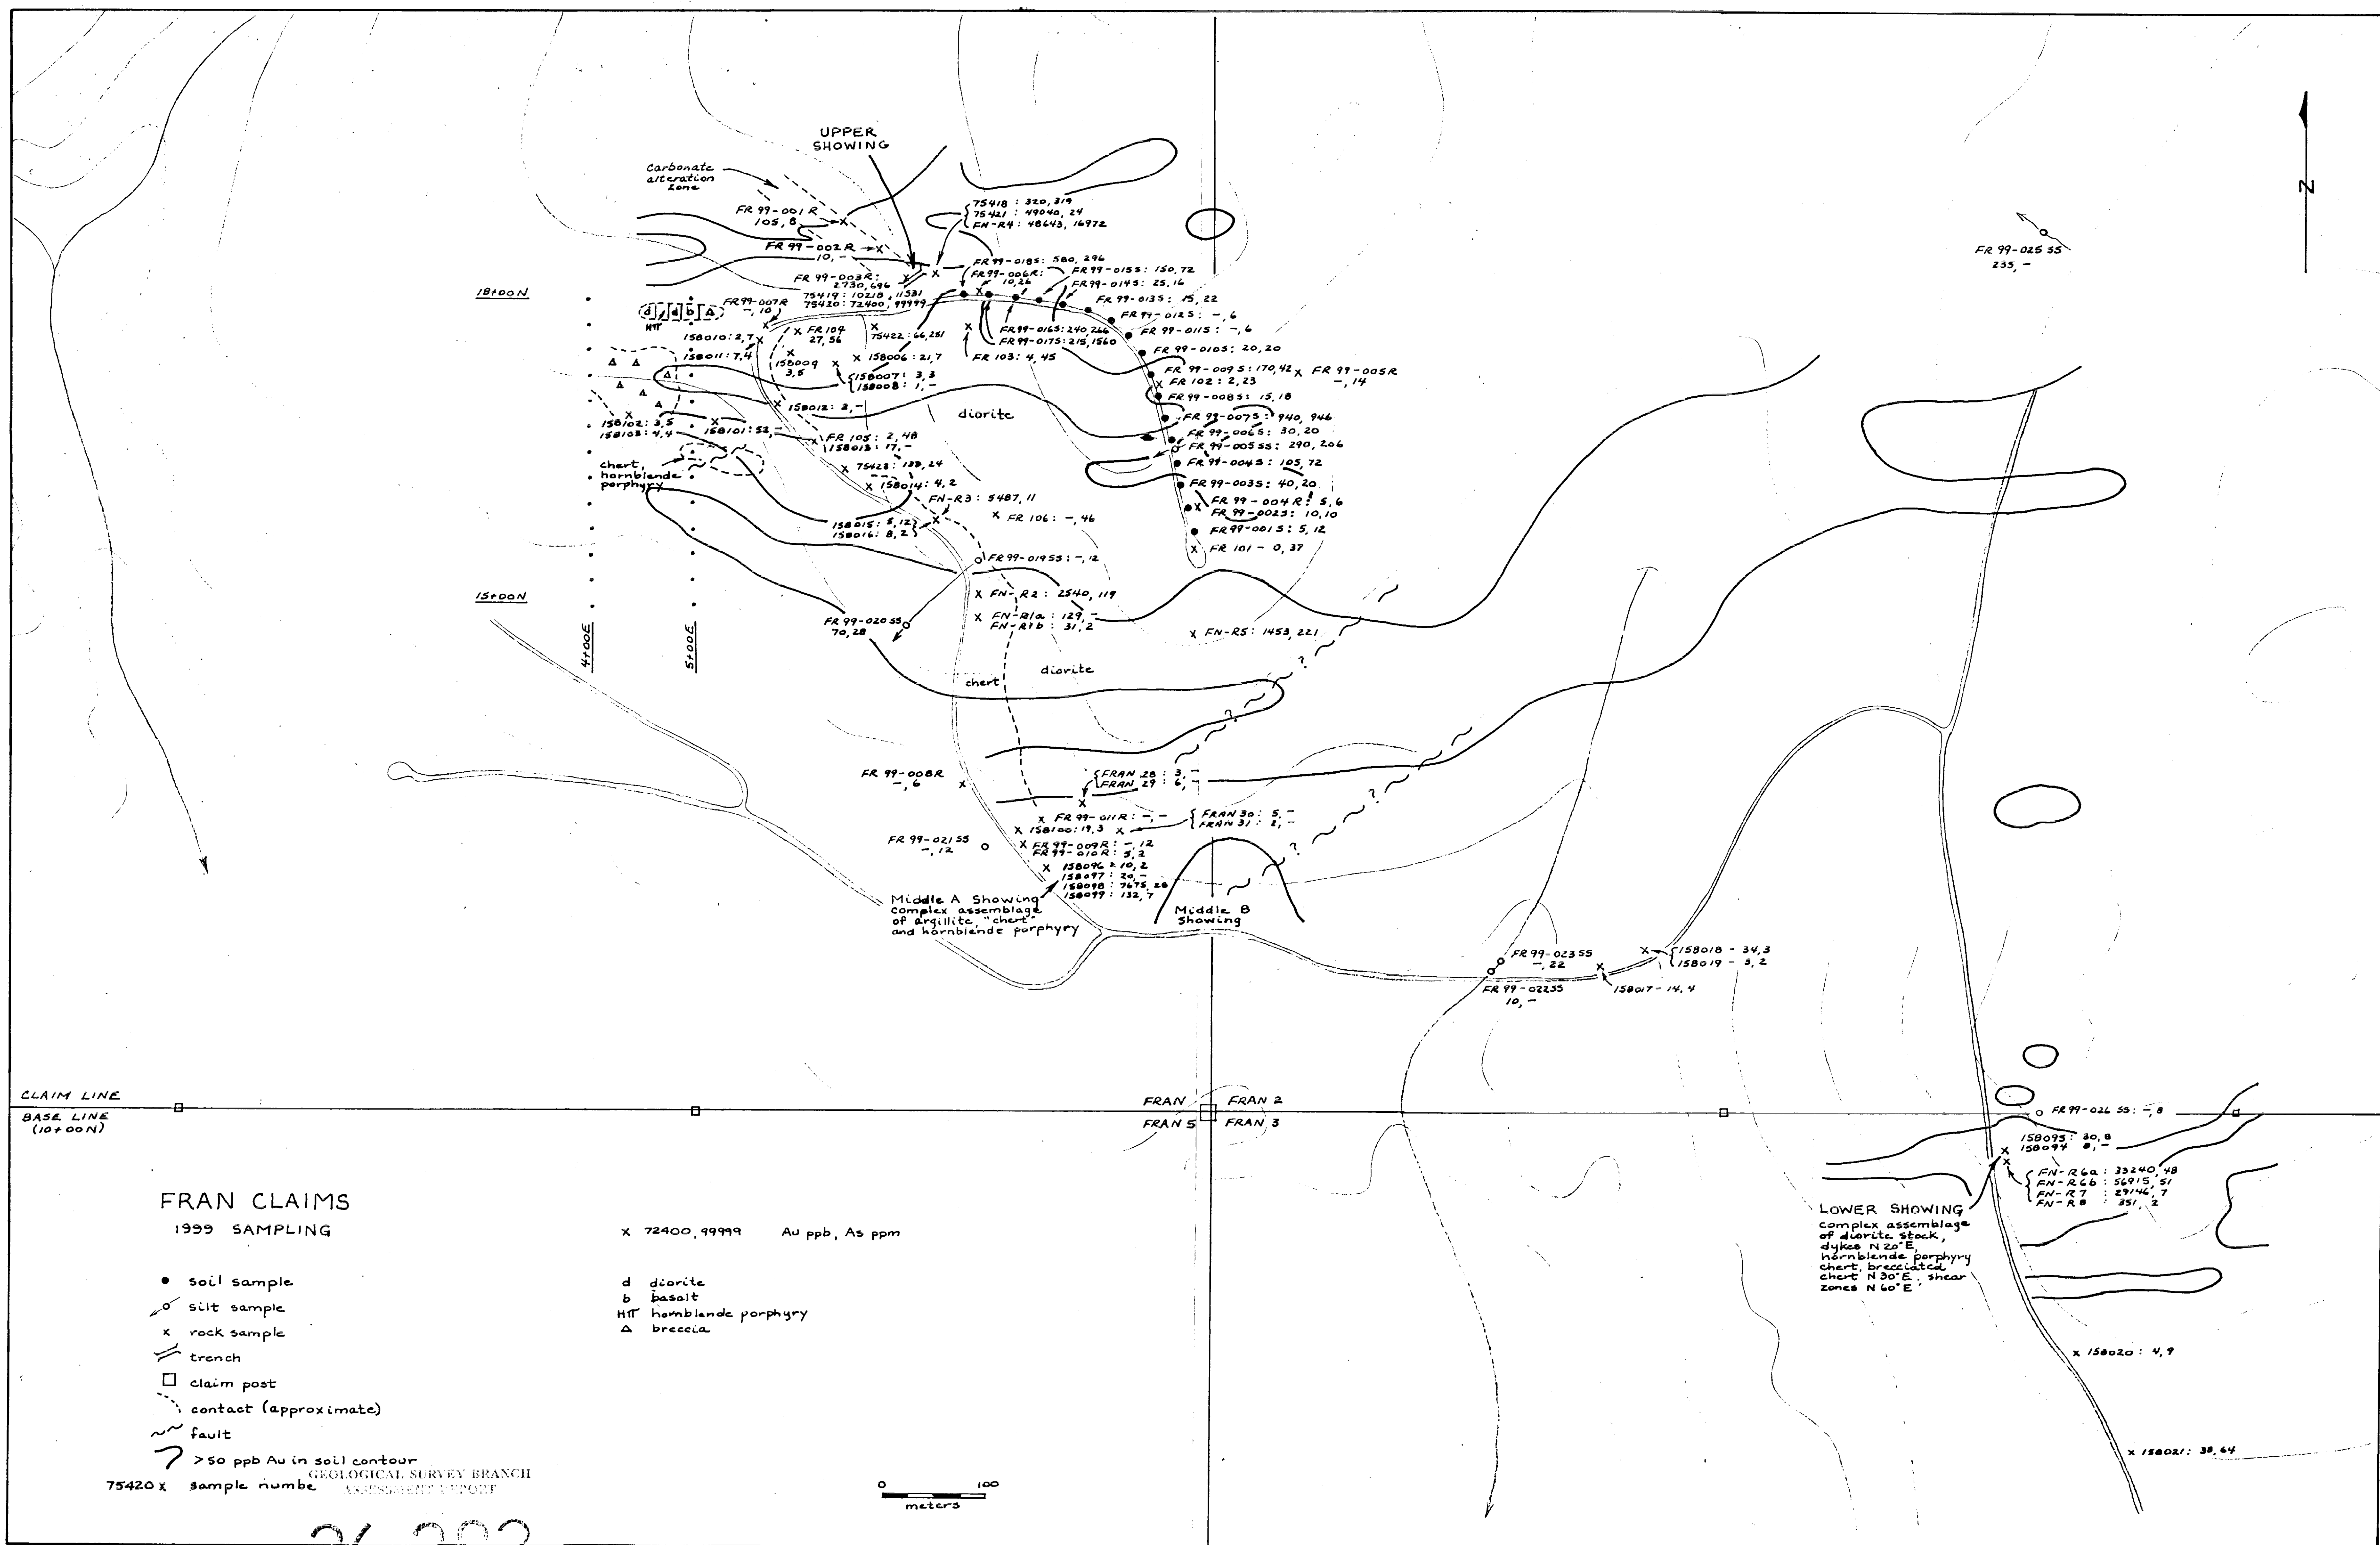 UPPER
SHOWING
Carbonate
alteration
zone
FR 99-001 R
105, 8
FR 99-002 R
10, -
75418 : 320, 319
75421 : 49040, 24
FN-R4 : 48643, 16972
N
FR 99-025 SS
235, -
FR 99-003R:
2730, 696
75419 : 10218, 11531
75420 : 72400, 99999
FR 99-018S: 580, 296
FR 99-006R:
10, 26
FR 99-015S: 150, 72
FR 99-014S: 25, 16
FR 99-013S: 15, 22
FR 99-012S: -, 6
FR 99-011S: -, 6
FR 99-010S: 20, 20
18+00N
d d b Δ
HΠ
FR99-007R
-, 10
158010: 2, 7
158011: 7, 4
FR 104
27, 56
75422: 66, 251
158009
3, 5
158006: 21, 7
158007: 3, 3
158008: 1, -
FR99-016S: 240, 266
FR 99-017S: 215, 1560
FR 103: 4, 45
FR 99-009S: 170, 42
FR 99-005R
-, 14
FR 102: 2, 23
FR 99-008S: 15, 18
FR 99-007S: 940, 946
FR 99-006S: 30, 20
FR 99-005SS: 290, 206
FR 99-004S: 105, 72
FR 99-003S: 40, 20
FR 99-004 R: 5, 6
FR 99-002S: 10, 10
FR 99-001S: 5, 12
FR 101 - 0, 37
diorite
158012: 2, -
158102: 3, 5
158103: 4, 4
158101: 52, -
FR 105: 2, 48
158013: 17, -
75423: 133, 24
158014: 4, 2
chert,
hornblende
porphyry
FN-R3: 5487, 11
158015: 5, 12
158016: 8, 2
FR 106: -, 46
FR 99-019SS: -, 12
FN-R2: 2540, 119
FN-R1a: 129, -
FN-R1b: 31, 2
FR 99-020 SS
70, 28
FN-R5: 1453, 221
15+00N
4+00E
5+00E
chert
diorite
?
?
FR 99-008R
-, 6
FRAN 28: 3, -
FRAN 29: 6, -
?
FR 99-011R: -, -
158100: 19, 3
FRAN 30: 5, -
FRAN 31: 2, -
FR 99-021 SS
-, 12
FR 99-009R: -, 12
FR 99-010R: 5, 2
158096: 10, 2
158097: 20, -
158098: 7675, 28
158099: 132, 7
?
Middle A Showing
Complex assemblage
of argillite, "chert"
and hornblende porphyry
Middle B
Showing
FR 99-023 SS
-, 22
FR 99-022SS
10, -
158018 - 34, 3
158019 - 5, 2
158017 - 14, 4
CLAIM LINE
BASE LINE
(10+00N)
FRAN
FRAN 2
FRAN 5
FRAN 3
FR 99-026 SS: -, 8
158095: 30, 8
158094 8, -
FN-R6a: 33240, 48
FN-R6b: 56915, 51
FN-R7: 29146, 7
FN-R8: 351, 2
LOWER SHOWING
Complex assemblage
of diorite stock,
dykes N20°E,
hornblende porphyry
chert, brecciated
chert N30°E, shear
zones N60°E
158020: 4, 9
158021: 38, 64
FRAN CLAIMS
1999 SAMPLING
x 72400, 99999 Au ppb, As ppm
soil sample
silt sample
x rock sample
trench
claim post
contact (approximate)
fault
>50 ppb Au in soil contour
75420 x sample numbe
d diorite
b basalt
HΠ hornblende porphyry
Δ breccia
GEOLOGICAL SURVEY BRANCH
ASSESSMENT REPORT
0 100
meters